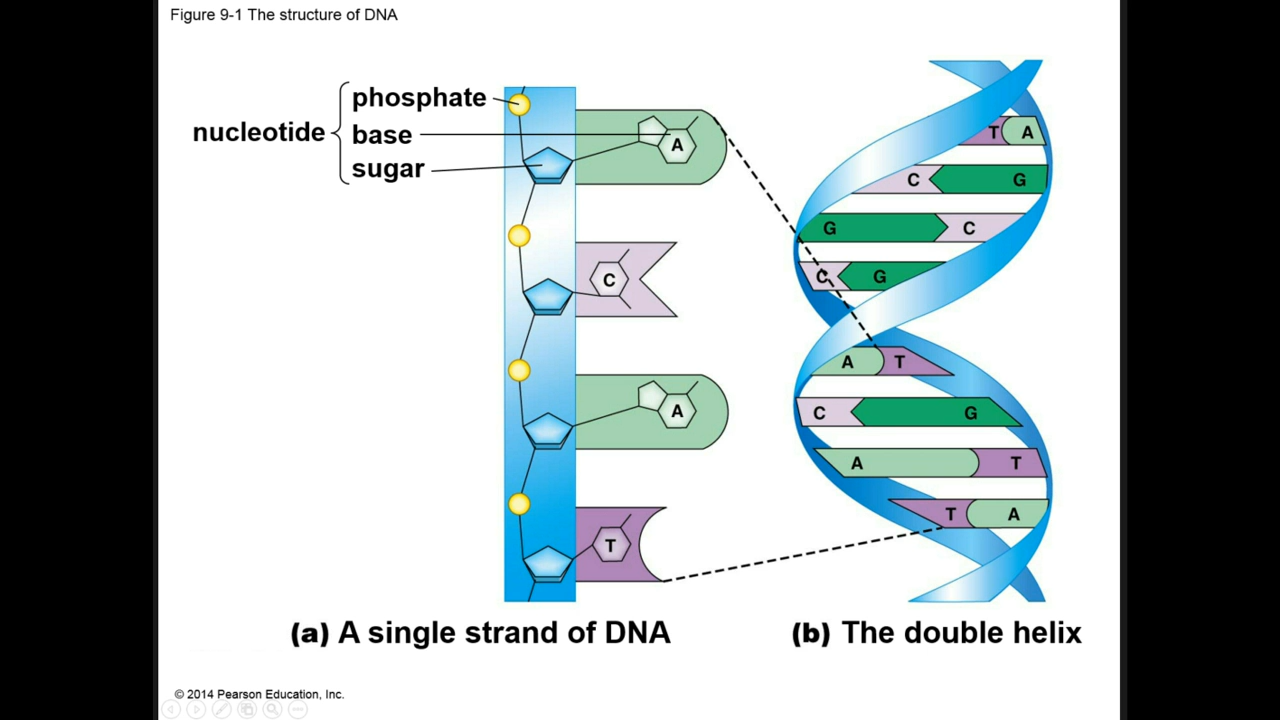 Figure 9-1 The structure of DNA
phosphate
nucleotide
base
sugar
A
C
A
T
T A
C G
G C
C G
A T
C G
A T
T A
(a) A single strand of DNA
(b) The double helix
© 2014 Pearson Education, Inc.